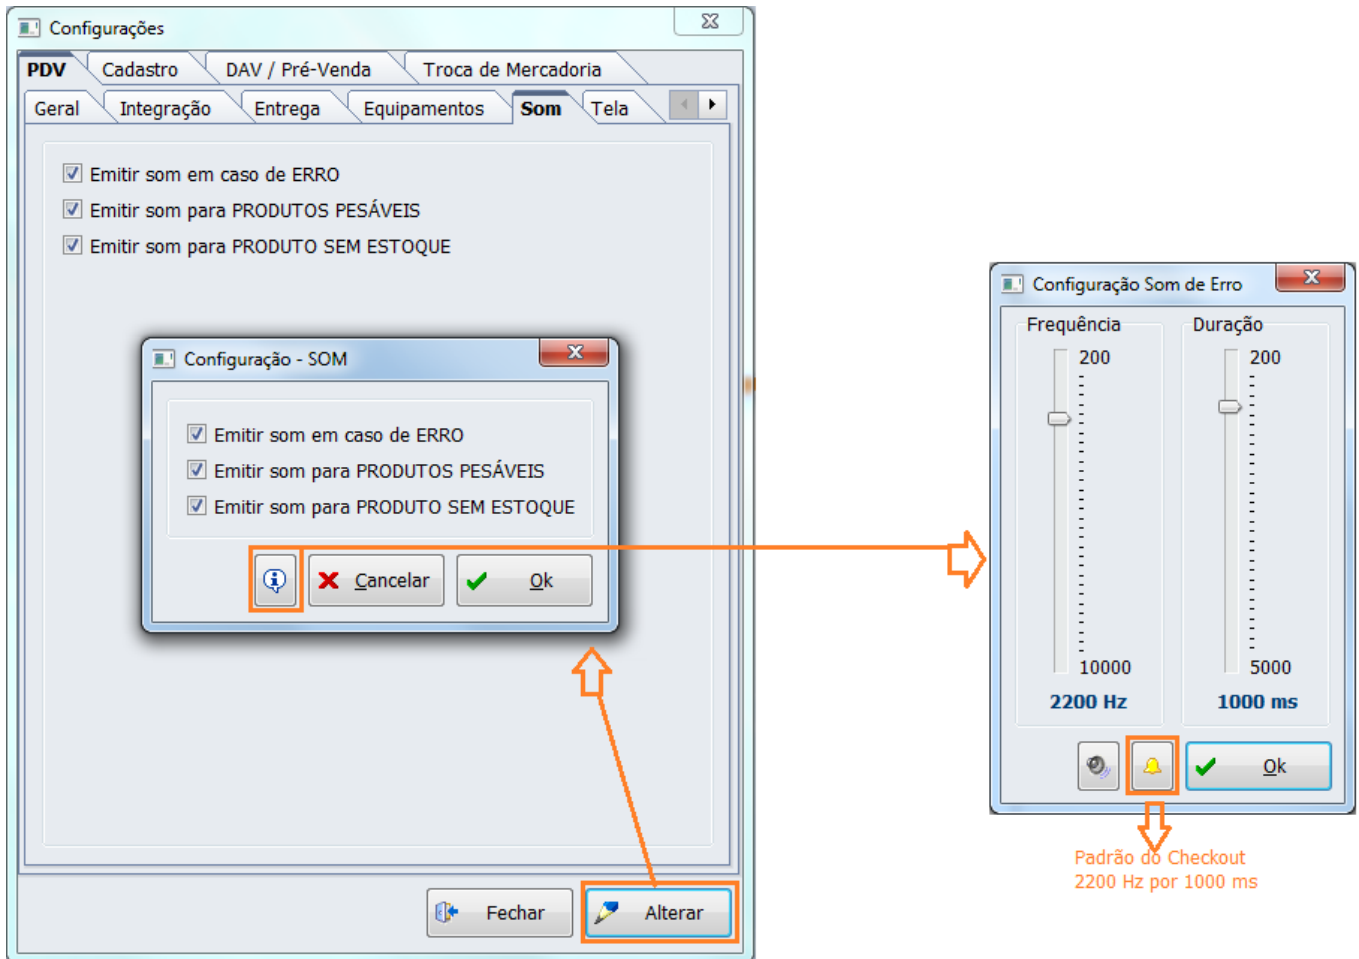 Configurações
PDV Cadastro DAV / Pré-Venda Troca de Mercadoria
Geral Integração Entrega Equipamentos Som Tela
Emitir som em caso de ERRO
Emitir som para PRODUTOS PESÁVEIS
Emitir som para PRODUTO SEM ESTOQUE
Configuração - SOM
Emitir som em caso de ERRO
Emitir som para PRODUTOS PESÁVEIS
Emitir som para PRODUTO SEM ESTOQUE
Cancelar Ok
Fechar Alterar
Configuração Som de Erro
Frequência Duração
200 200
10000 5000
2200 Hz 1000 ms
Ok
Padrão do Checkout
2200 Hz por 1000 ms